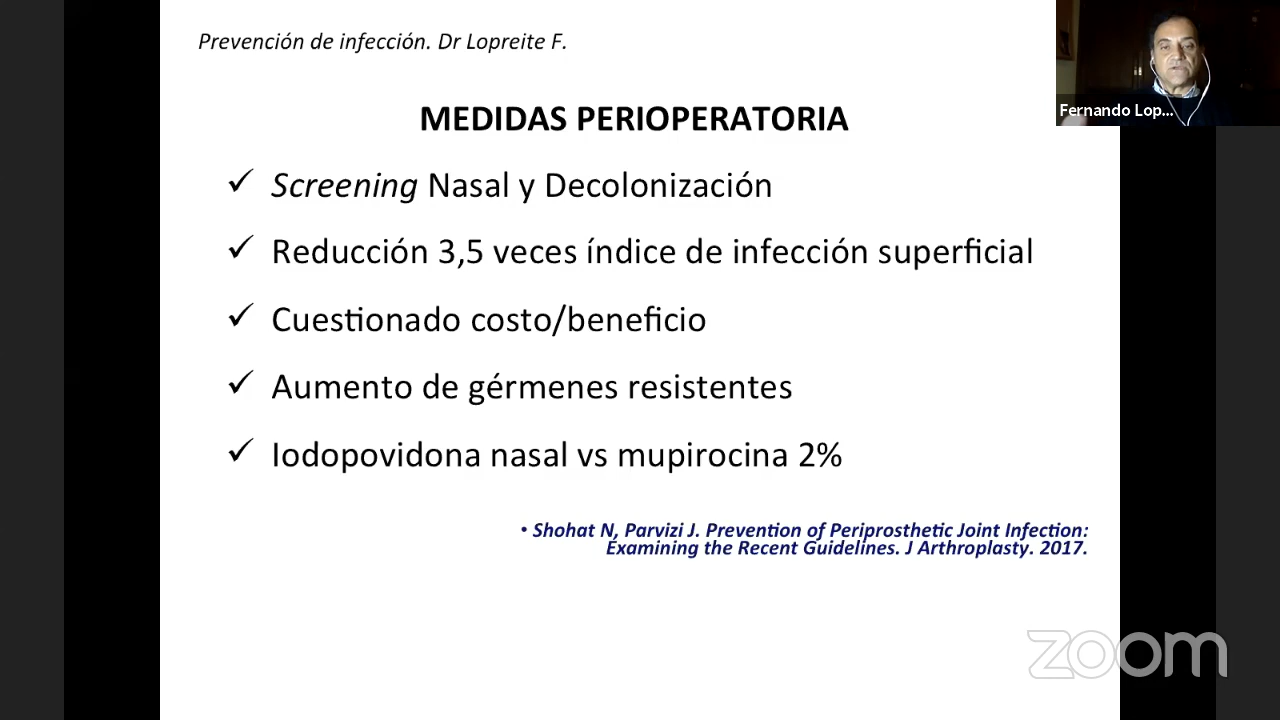 Prevención de infección. Dr Lopreite F.
Fernando Lop...
MEDIDAS PERIOPERATORIA
✓ Screening Nasal y Decolonización
✓ Reducción 3,5 veces índice de infección superficial
✓ Cuestionado costo/beneficio
✓ Aumento de gérmenes resistentes
✓ Iodopovidona nasal vs mupirocina 2%
• Shohat N, Parvizi J. Prevention of Periprosthetic Joint Infection:
Examining the Recent Guidelines. J Arthroplasty. 2017.
zoom